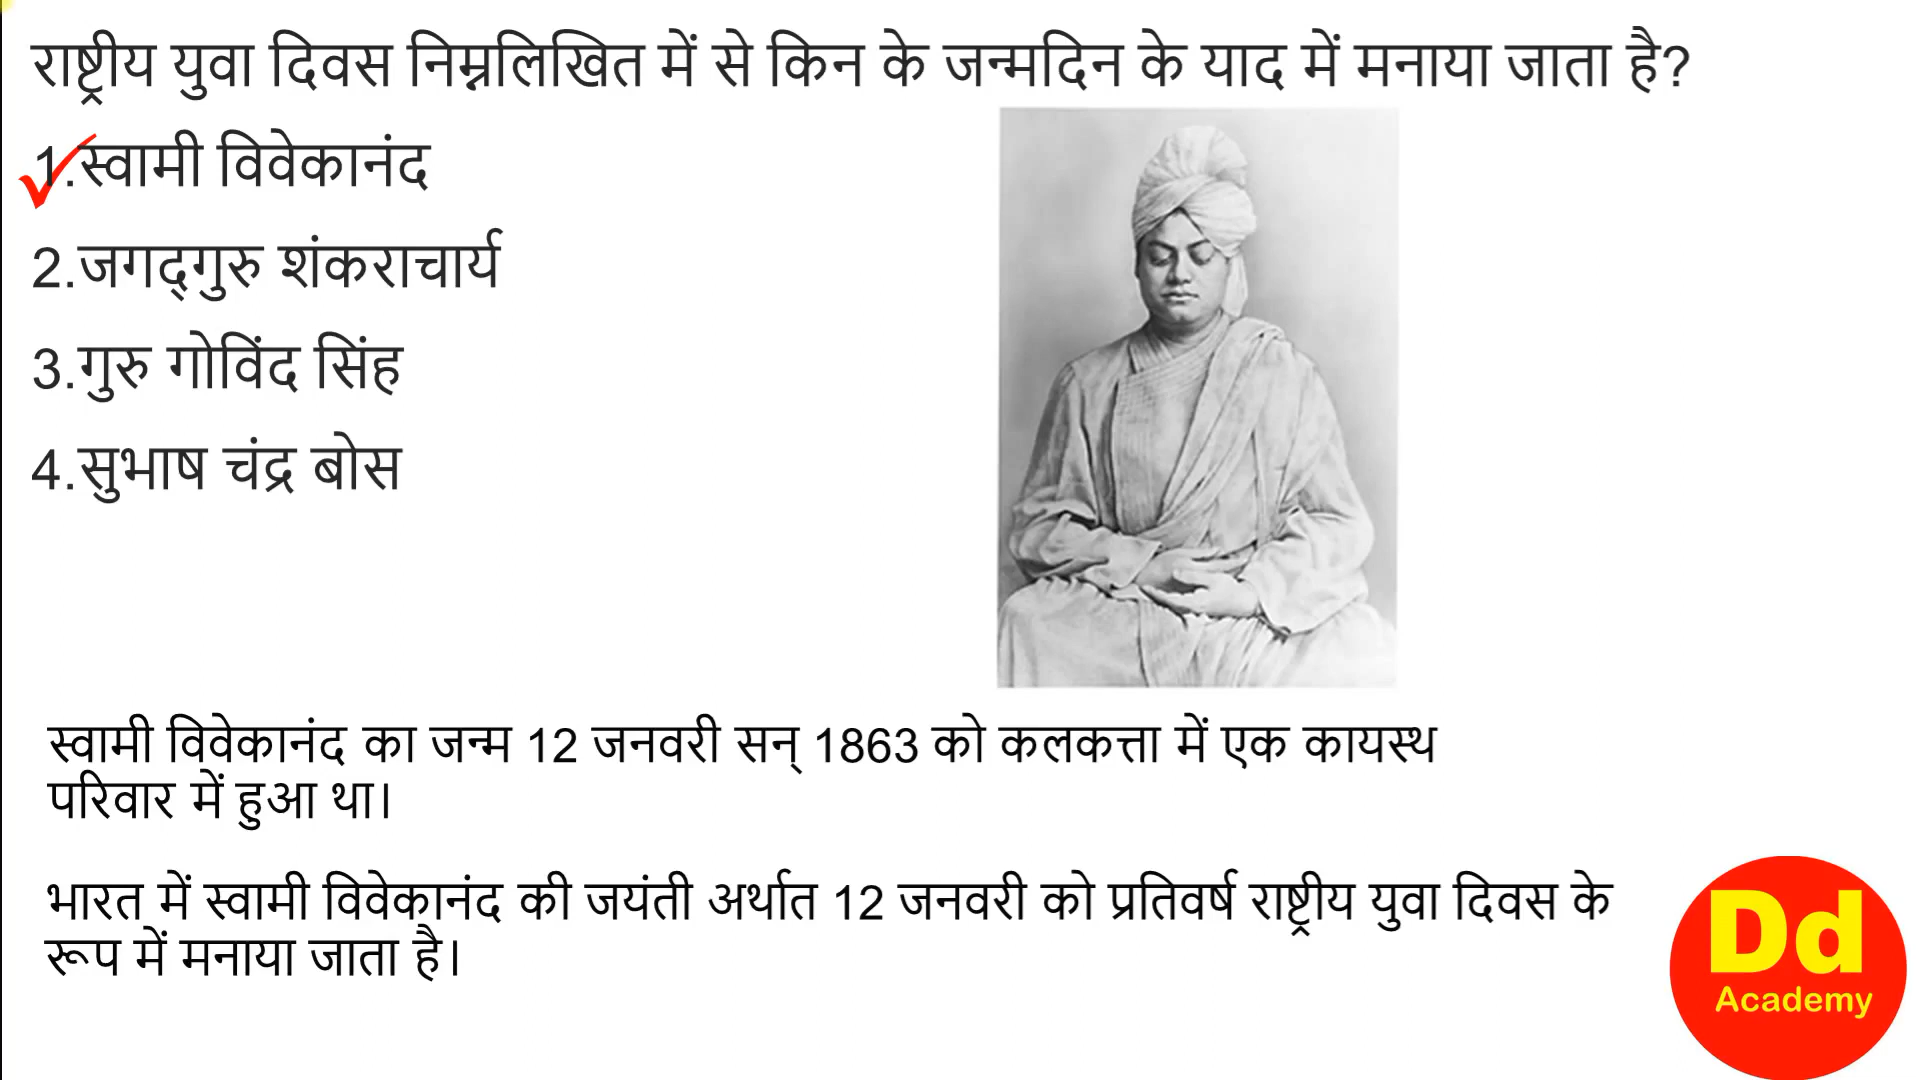 राष्ट्रीय युवा दिवस निम्नलिखित में से किन के जन्मदिन के याद में मनाया जाता है?
1.स्वामी विवेकानंद
2.जगद्गुरु शंकराचार्य
3.गुरु गोविंद सिंह
4.सुभाष चंद्र बोस
स्वामी विवेकानंद का जन्म 12 जनवरी सन् 1863 को कलकत्ता में एक कायस्थ
परिवार में हुआ था।
भारत में स्वामी विवेकानंद की जयंती अर्थात 12 जनवरी को प्रतिवर्ष राष्ट्रीय युवा दिवस के
रूप में मनाया जाता है।
Dd
Academy